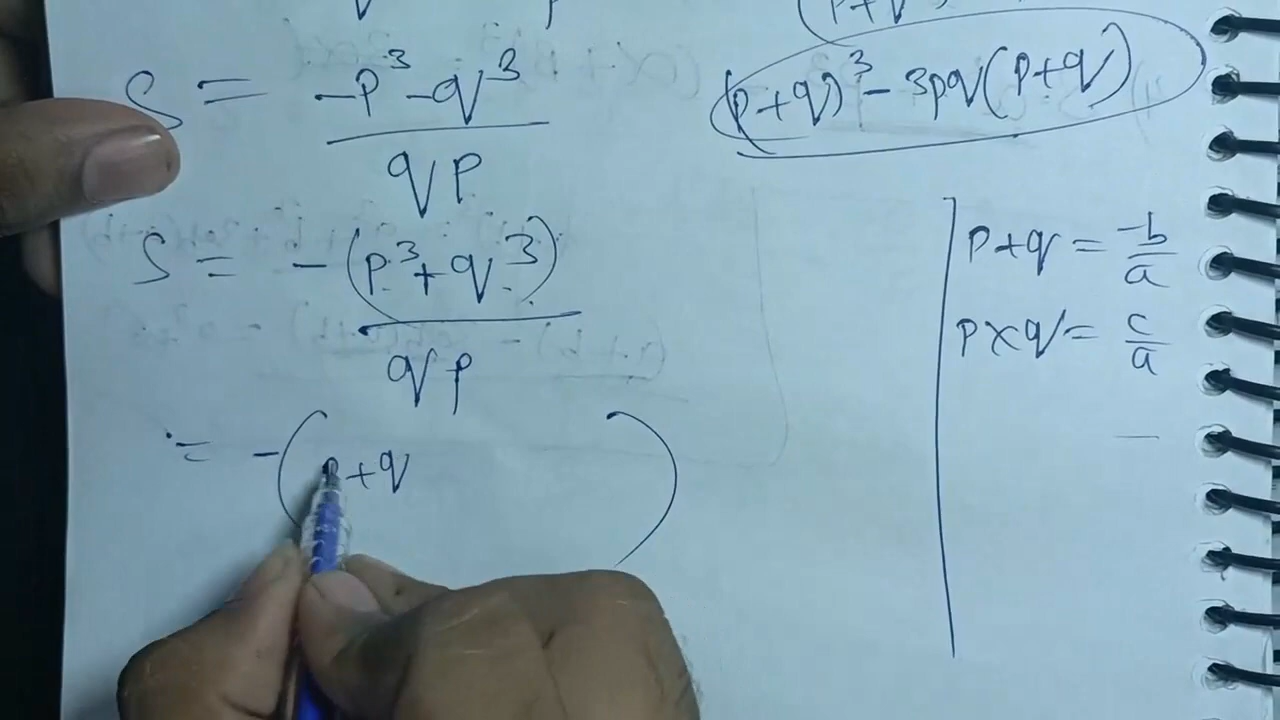 (p+q)
S = -p³ -q³ / qp
(p+q)³ - 3pq(p+q)
S = -(p³+q³) / qp
p+q = -b/a
p×q = c/a
= -(p+q )